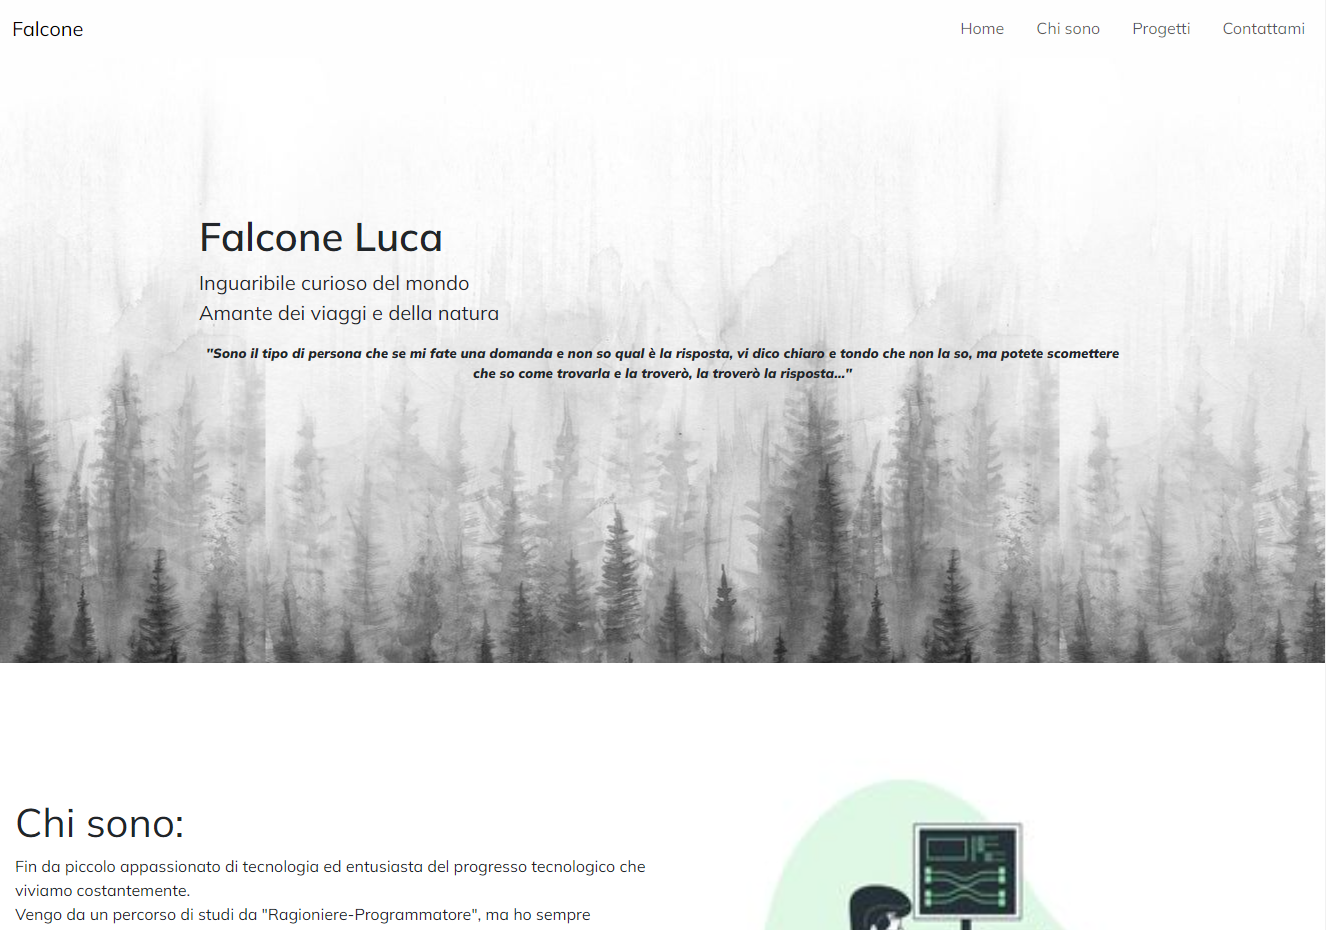 Falcone
Home
Chi sono
Progetti
Contattami
Falcone Luca
Inguaribile curioso del mondo
Amante dei viaggi e della natura
"Sono il tipo di persona che se mi fate una domanda e non so qual è la risposta, vi dico chiaro e tondo che non la so, ma potete scomettere
che so come trovarla e la troverò, la troverò la risposta..."
Chi sono:
Fin da piccolo appassionato di tecnologia ed entusiasta del progresso tecnologico che
viviamo costantemente.
Vengo da un percorso di studi da "Ragioniere-Programmatore", ma ho sempre